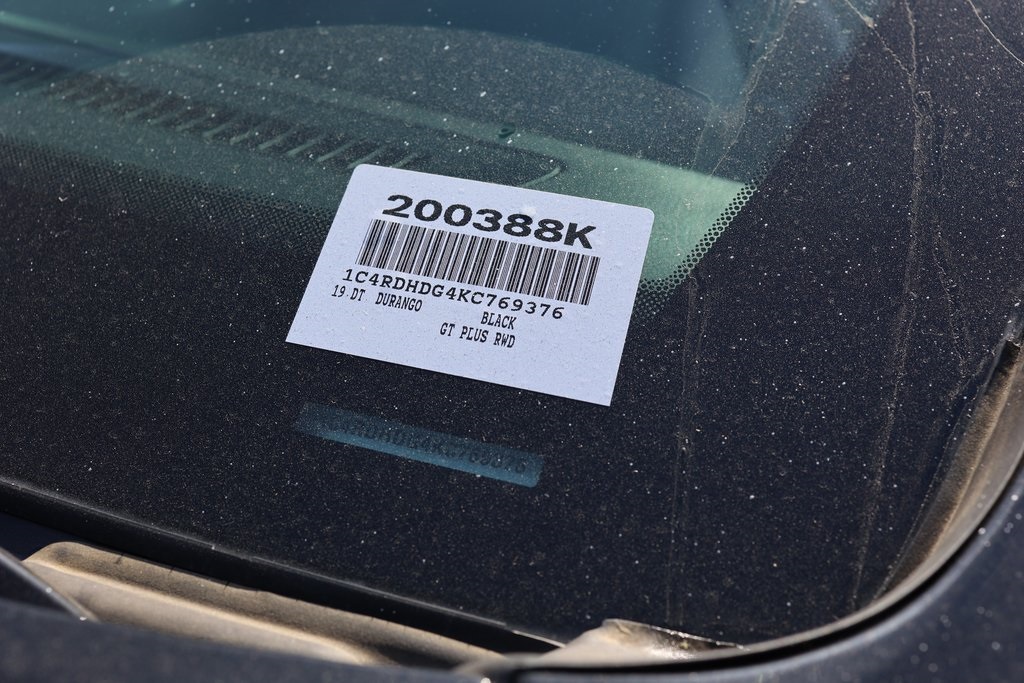 200388K
1C4RDHDG4KC769376
19 DT DURANGO
BLACK
GT PLUS RWD